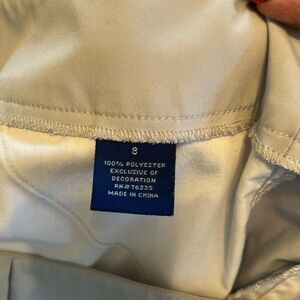 8
100% POLYESTER
EXCLUSIVE OF
DECORATION
RN# 76235
MADE IN CHINA